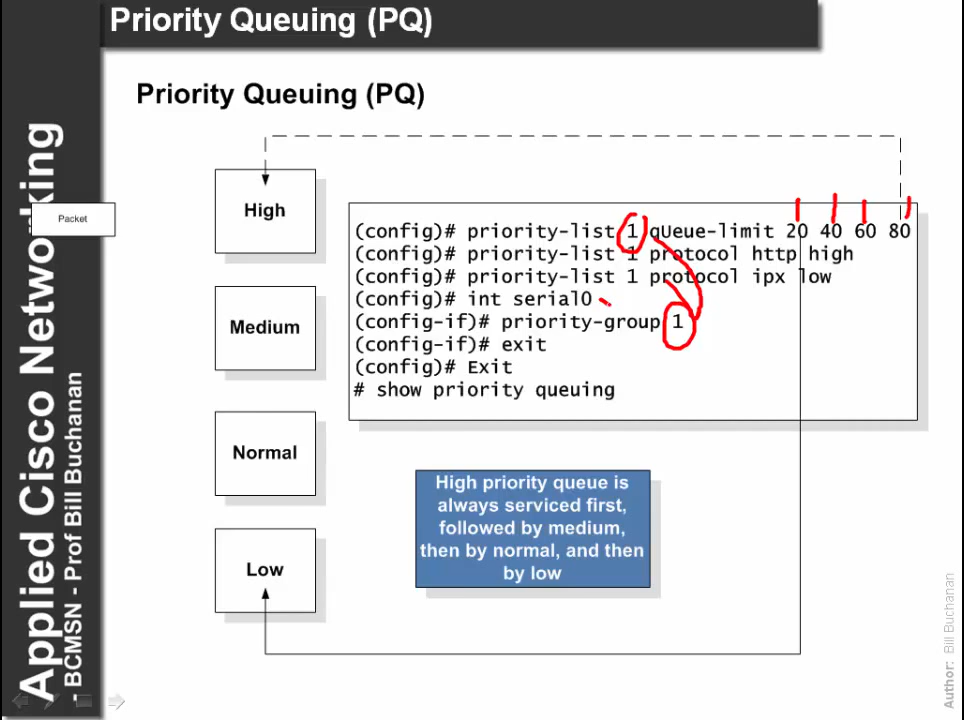 Priority Queuing (PQ)
Priority Queuing (PQ)
Applied Cisco Networking
- BCMSN - Prof Bill Buchanan
Packet
High
Medium
Normal
Low
(config)# priority-list 1 qUeue-limit 20 40 60 80
(config)# priority-list 1 protocol http high
(config)# priority-list 1 protocol ipx low
(config)# int serial0
(config-if)# priority-group 1
(config-if)# exit
(config)# Exit
# show priority queuing
High priority queue is
always serviced first,
followed by medium,
then by normal, and then
by low
Author: Bill Buchanan